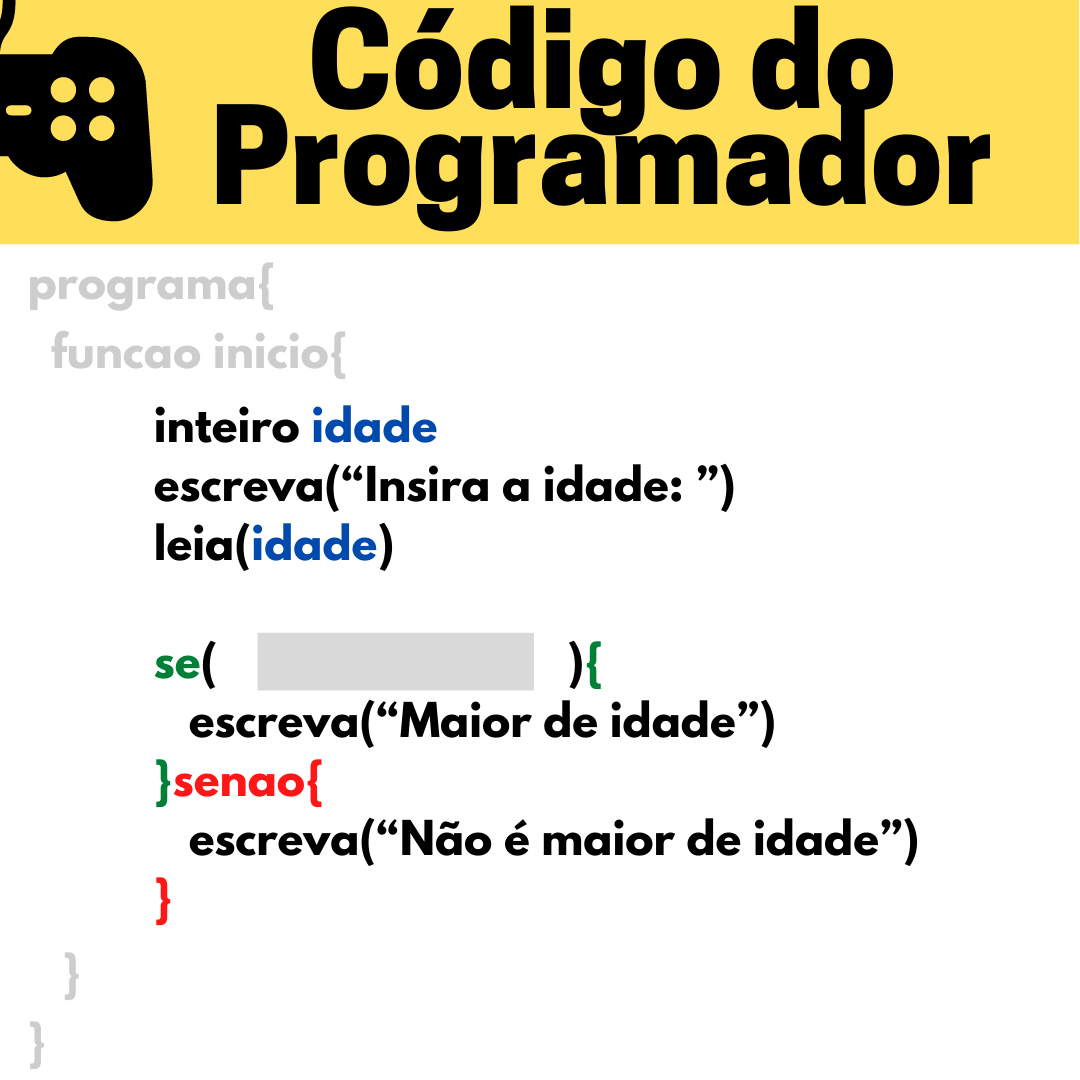 Código do
Programador
programa{
funcao inicio{
inteiro idade
escreva(“Insira a idade: ”)
leia(idade)
se( ){
escreva(“Maior de idade”)
}senao{
escreva(“Não é maior de idade”)
}
}
}